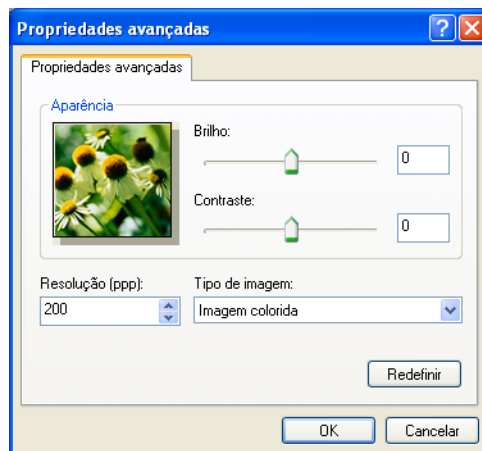 Propriedades avançadas
Propriedades avançadas
Aparência
Brilho:
0
Contraste:
0
Resolução (ppp):
Tipo de imagem:
200
Imagem colorida
Redefinir
OK
Cancelar